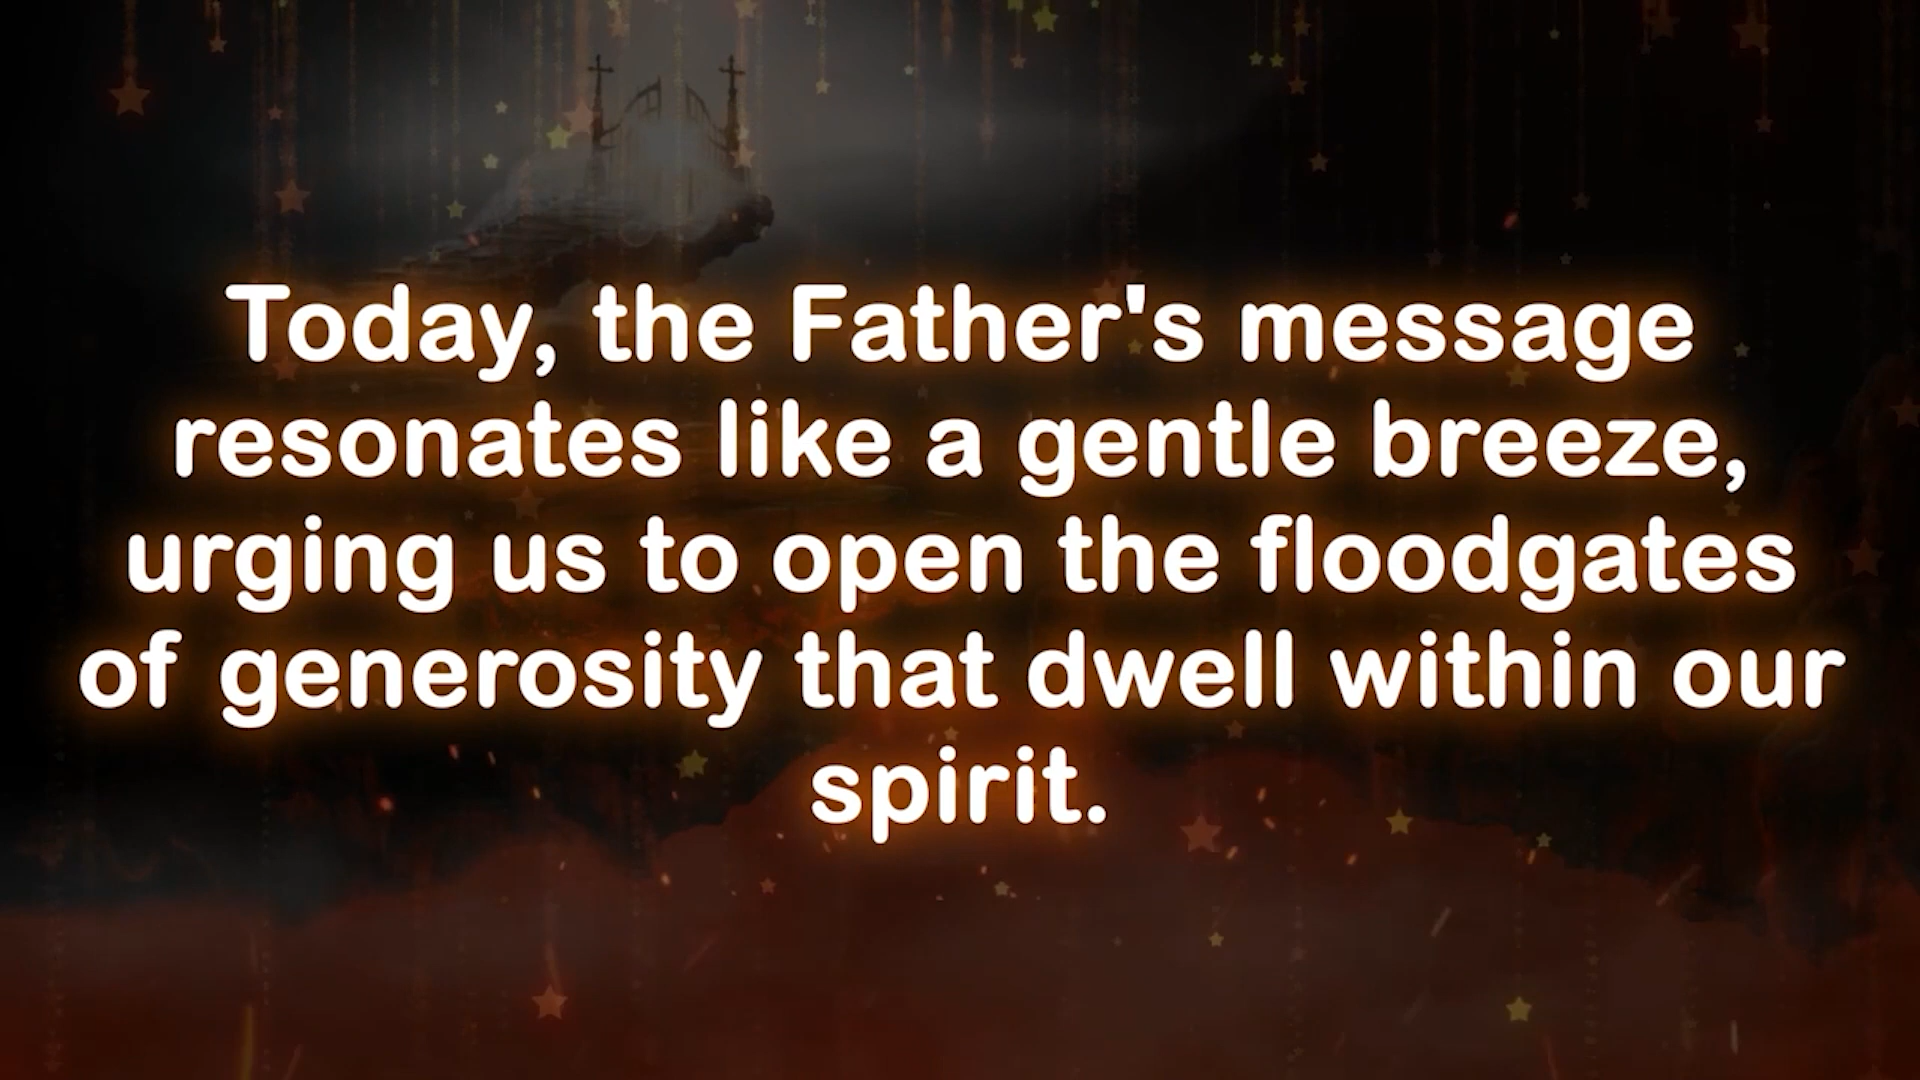 Today, the Father's message
resonates like a gentle breeze,
urging us to open the floodgates
of generosity that dwell within our
spirit.